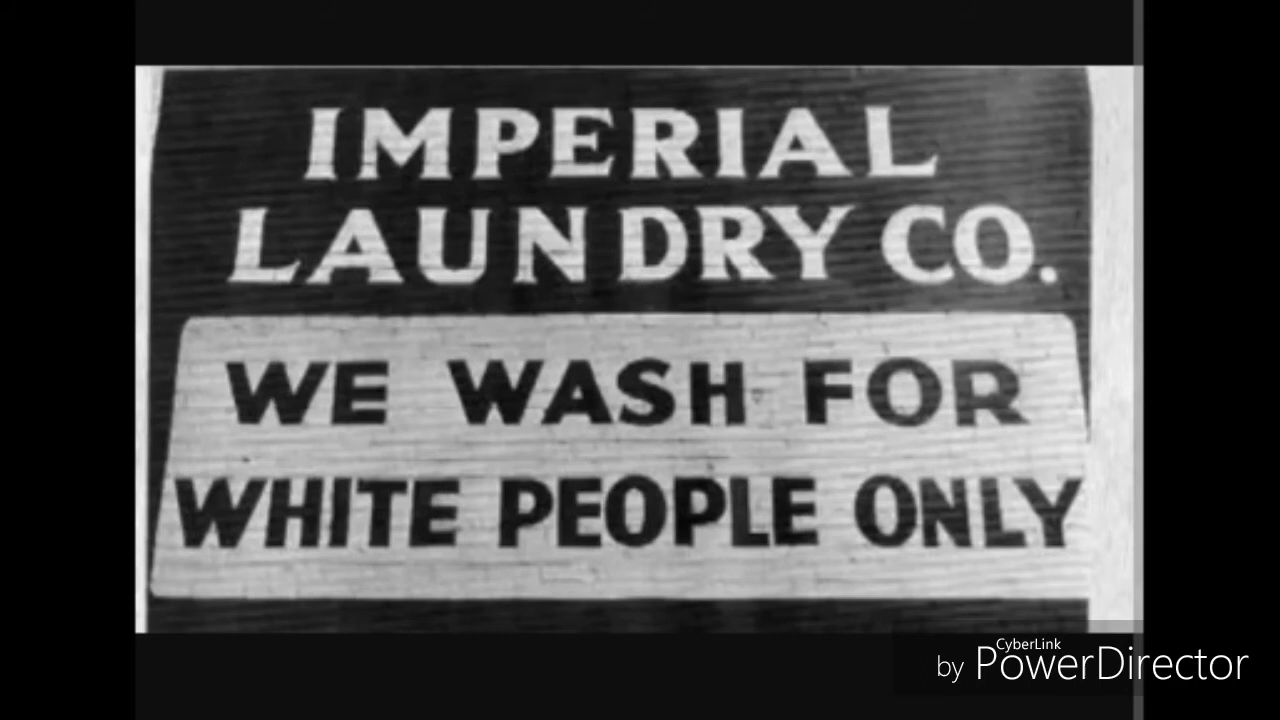 IMPERIAL
LAUNDRY CO.
WE WASH FOR
WHITE PEOPLE ONLY
CyberLink
by PowerDirector